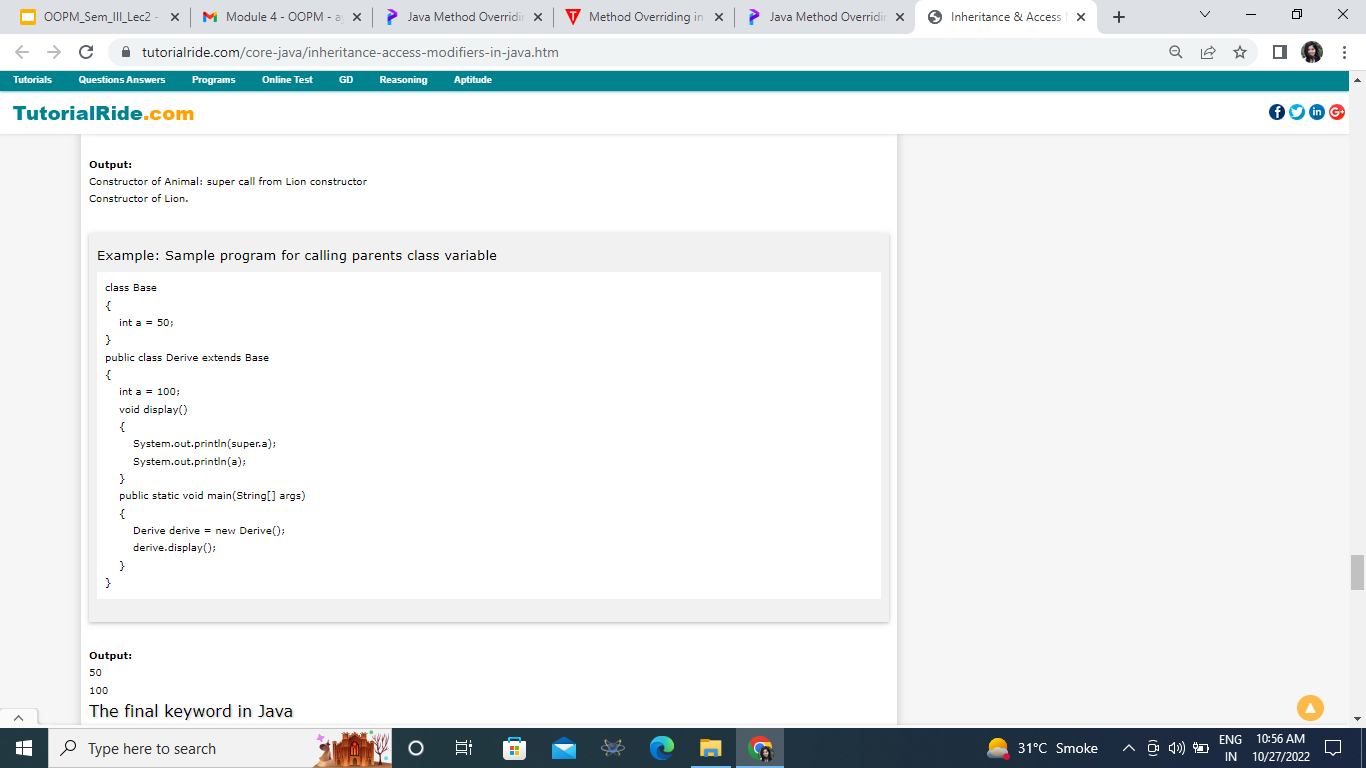 OOPM_Sem_III_Lec2 -
Module 4 - OOPM - ay
Java Method Overridin
Method Overriding in
Java Method Overridin
Inheritance & Access
tutorialride.com/core-java/inheritance-access-modifiers-in-java.htm
Tutorials Questions Answers Programs Online Test GD Reasoning Aptitude
TutorialRide.com
Output:
Constructor of Animal: super call from Lion constructor
Constructor of Lion.
Example: Sample program for calling parents class variable
class Base
{
int a = 50;
}
public class Derive extends Base
{
int a = 100;
void display()
{
System.out.println(super.a);
System.out.println(a);
}
public static void main(String[] args)
{
Derive derive = new Derive();
derive.display();
}
}
Output:
50
100
The final keyword in Java
Type here to search
31°C Smoke
ENG
IN
10:56 AM
10/27/2022